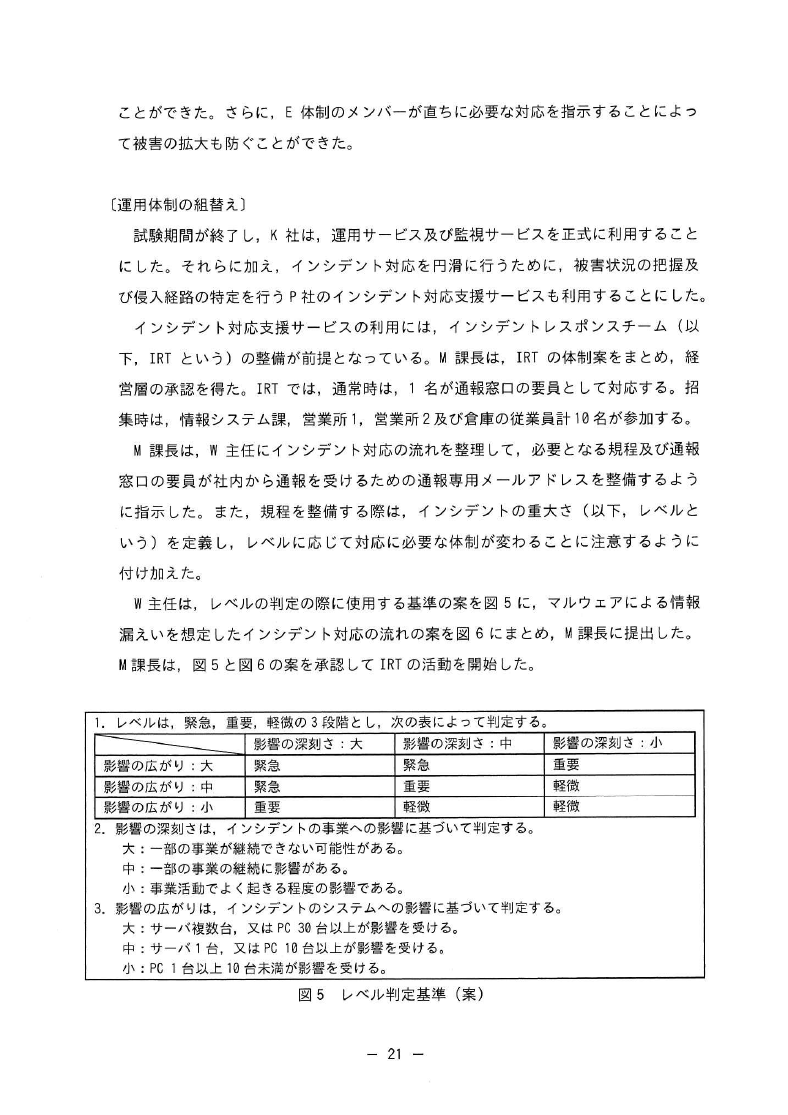 ことができた。さらに，E 体制のメンバーが直ちに必要な対応を指示することによっ
て被害の拡大も防ぐことができた。
〔運用体制の組替え〕
試験期間が終了し，K 社は，運用サービス及び監視サービスを正式に利用すること
にした。それらに加え，インシデント対応を円滑に行うために，被害状況の把握及
び侵入経路の特定を行う P 社のインシデント対応支援サービスも利用することにした。
インシデント対応支援サービスの利用には，インシデントレスポンスチーム（以
下，IRT という）の整備が前提となっている。M 課長は，IRT の体制案をまとめ，経
営層の承認を得た。IRT では，通常時は，1 名が通報窓口の要員として対応する。招
集時は，情報システム課，営業所 1，営業所 2 及び倉庫の従業員計 10 名が参加する。
M 課長は，W 主任にインシデント対応の流れを整理して，必要となる規程及び通報
窓口の要員が社内から通報を受けるための通報専用メールアドレスを整備するよう
に指示した。また，規程を整備する際は，インシデントの重大さ（以下，レベルと
いう）を定義し，レベルに応じて対応に必要な体制が変わることに注意するように
付け加えた。
W 主任は，レベルの判定の際に使用する基準の案を図 5 に，マルウェアによる情報
漏えいを想定したインシデント対応の流れの案を図 6 にまとめ，M 課長に提出した。
M 課長は，図 5 と図 6 の案を承認して IRT の活動を開始した。
1. レベルは，緊急，重要，軽微の 3 段階とし，次の表によって判定する。
影響の深刻さ：大 影響の深刻さ：中 影響の深刻さ：小
影響の広がり：大 緊急 緊急 重要
影響の広がり：中 緊急 重要 軽微
影響の広がり：小 重要 軽微 軽微
2. 影響の深刻さは，インシデントの事業への影響に基づいて判定する。
大：一部の事業が継続できない可能性がある。
中：一部の事業の継続に影響がある。
小：事業活動でよく起きる程度の影響である。
3. 影響の広がりは，インシデントのシステムへの影響に基づいて判定する。
大：サーバ複数台，又は PC 30 台以上が影響を受ける。
中：サーバ 1 台，又は PC 10 台以上が影響を受ける。
小：PC 1 台以上 10 台未満が影響を受ける。
図 5 レベル判定基準（案）
－ 21 －